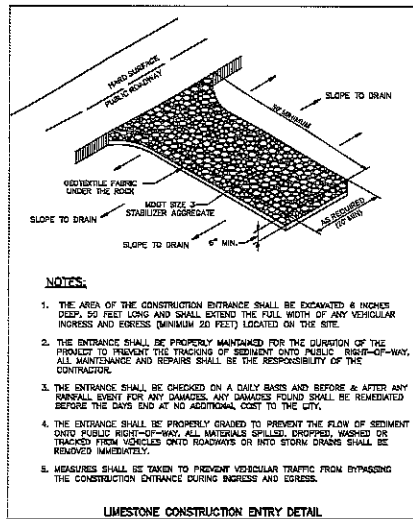 HARD SURFACE
PUBLIC ROADWAY
SLOPE TO DRAIN
50' MINIMUM
SLOPE TO DRAIN
GEOTEXTILE FABRIC
UNDER THE ROCK
MDOT SIZE 3
STABILIZER AGGREGATE
SLOPE TO DRAIN
SLOPE TO DRAIN
6" MIN.
AS REQUIRED
(20' MIN)
NOTES:
1. THE AREA OF THE CONSTRUCTION ENTRANCE SHALL BE EXCAVATED 6 INCHES
DEEP, 50 FEET LONG AND SHALL EXTEND THE FULL WIDTH OF ANY VEHICULAR
INGRESS AND EGRESS (MINIMUM 20 FEET) LOCATED ON THE SITE.
2. THE ENTRANCE SHALL BE PROPERLY MAINTAINED FOR THE DURATION OF THE
PROJECT TO PREVENT THE TRACKING OF SEDIMENT ONTO PUBLIC RIGHT-OF-WAY,
ALL MAINTENANCE AND REPAIRS SHALL BE THE RESPONSIBILITY OF THE
CONTRACTOR.
3. THE ENTRANCE SHALL BE CHECKED ON A DAILY BASIS AND BEFORE & AFTER ANY
RAINFALL EVENT FOR ANY DAMAGES. ANY DAMAGES FOUND SHALL BE REMEDIATED
BEFORE THE DAYS END AT NO ADDITIONAL COST TO THE CITY.
4. THE ENTRANCE SHALL BE PROPERLY GRADED TO PREVENT THE FLOW OF SEDIMENT
ONTO PUBLIC RIGHT-OF-WAY. ALL MATERIALS SPILLED, DROPPED, WASHED OR
TRACKED FROM VEHICLES ONTO ROADWAYS OR INTO STORM DRAINS SHALL BE
REMOVED IMMEDIATELY.
5. MEASURES SHALL BE TAKEN TO PREVENT VEHICULAR TRAFFIC FROM BYPASSING
THE CONSTRUCTION ENTRANCE DURING INGRESS AND EGRESS.
LIMESTONE CONSTRUCTION ENTRY DETAIL